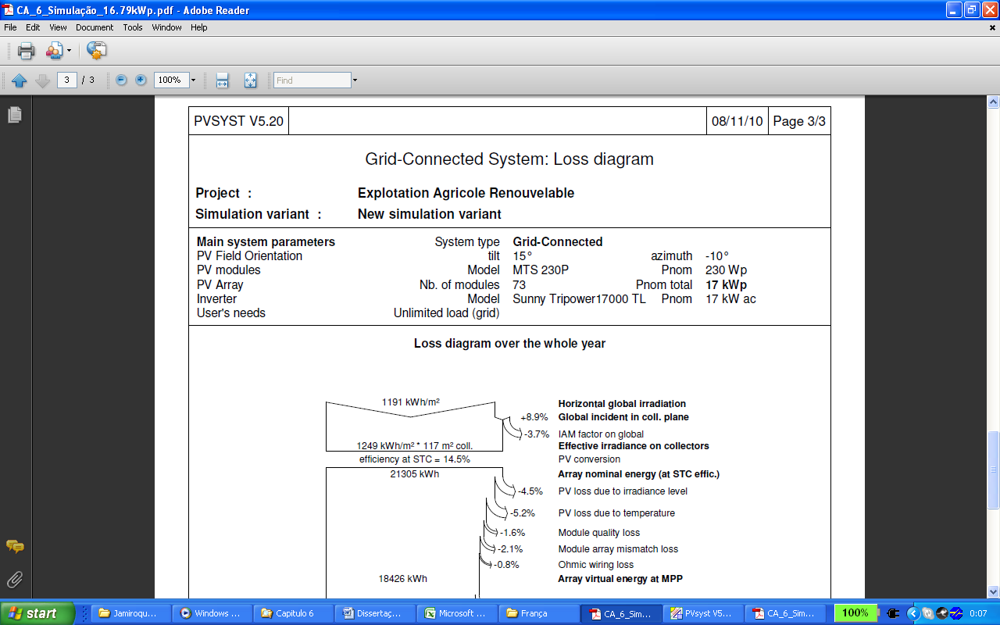 CA_6_Simulação_16.79kWp.pdf - Adobe Reader
File Edit View Document Tools Window Help
3 / 3 100% Find
PVSYST V5.20 08/11/10 Page 3/3
Grid-Connected System: Loss diagram
Project : Explotation Agricole Renouvelable
Simulation variant : New simulation variant
Main system parameters System type Grid-Connected
PV Field Orientation tilt 15° azimuth -10°
PV modules Model MTS 230P Pnom 230 Wp
PV Array Nb. of modules 73 Pnom total 17 kWp
Inverter Model Sunny Tripower17000 TL Pnom 17 kW ac
User's needs Unlimited load (grid)
Loss diagram over the whole year
1191 kWh/m² Horizontal global irradiation
+8.9% Global incident in coll. plane
-3.7% IAM factor on global
1249 kWh/m² * 117 m² coll. Effective irradiance on collectors
efficiency at STC = 14.5% PV conversion
21305 kWh Array nominal energy (at STC effic.)
-4.5% PV loss due to irradiance level
-5.2% PV loss due to temperature
-1.6% Module quality loss
-2.1% Module array mismatch loss
-0.8% Ohmic wiring loss
18426 kWh Array virtual energy at MPP
start Jamiroqu... Windows ... Capitulo 6 Dissertaç... Microsoft ... França CA_6_Sim... PVsyst V5... CA_6_Sim... 100% 0:07